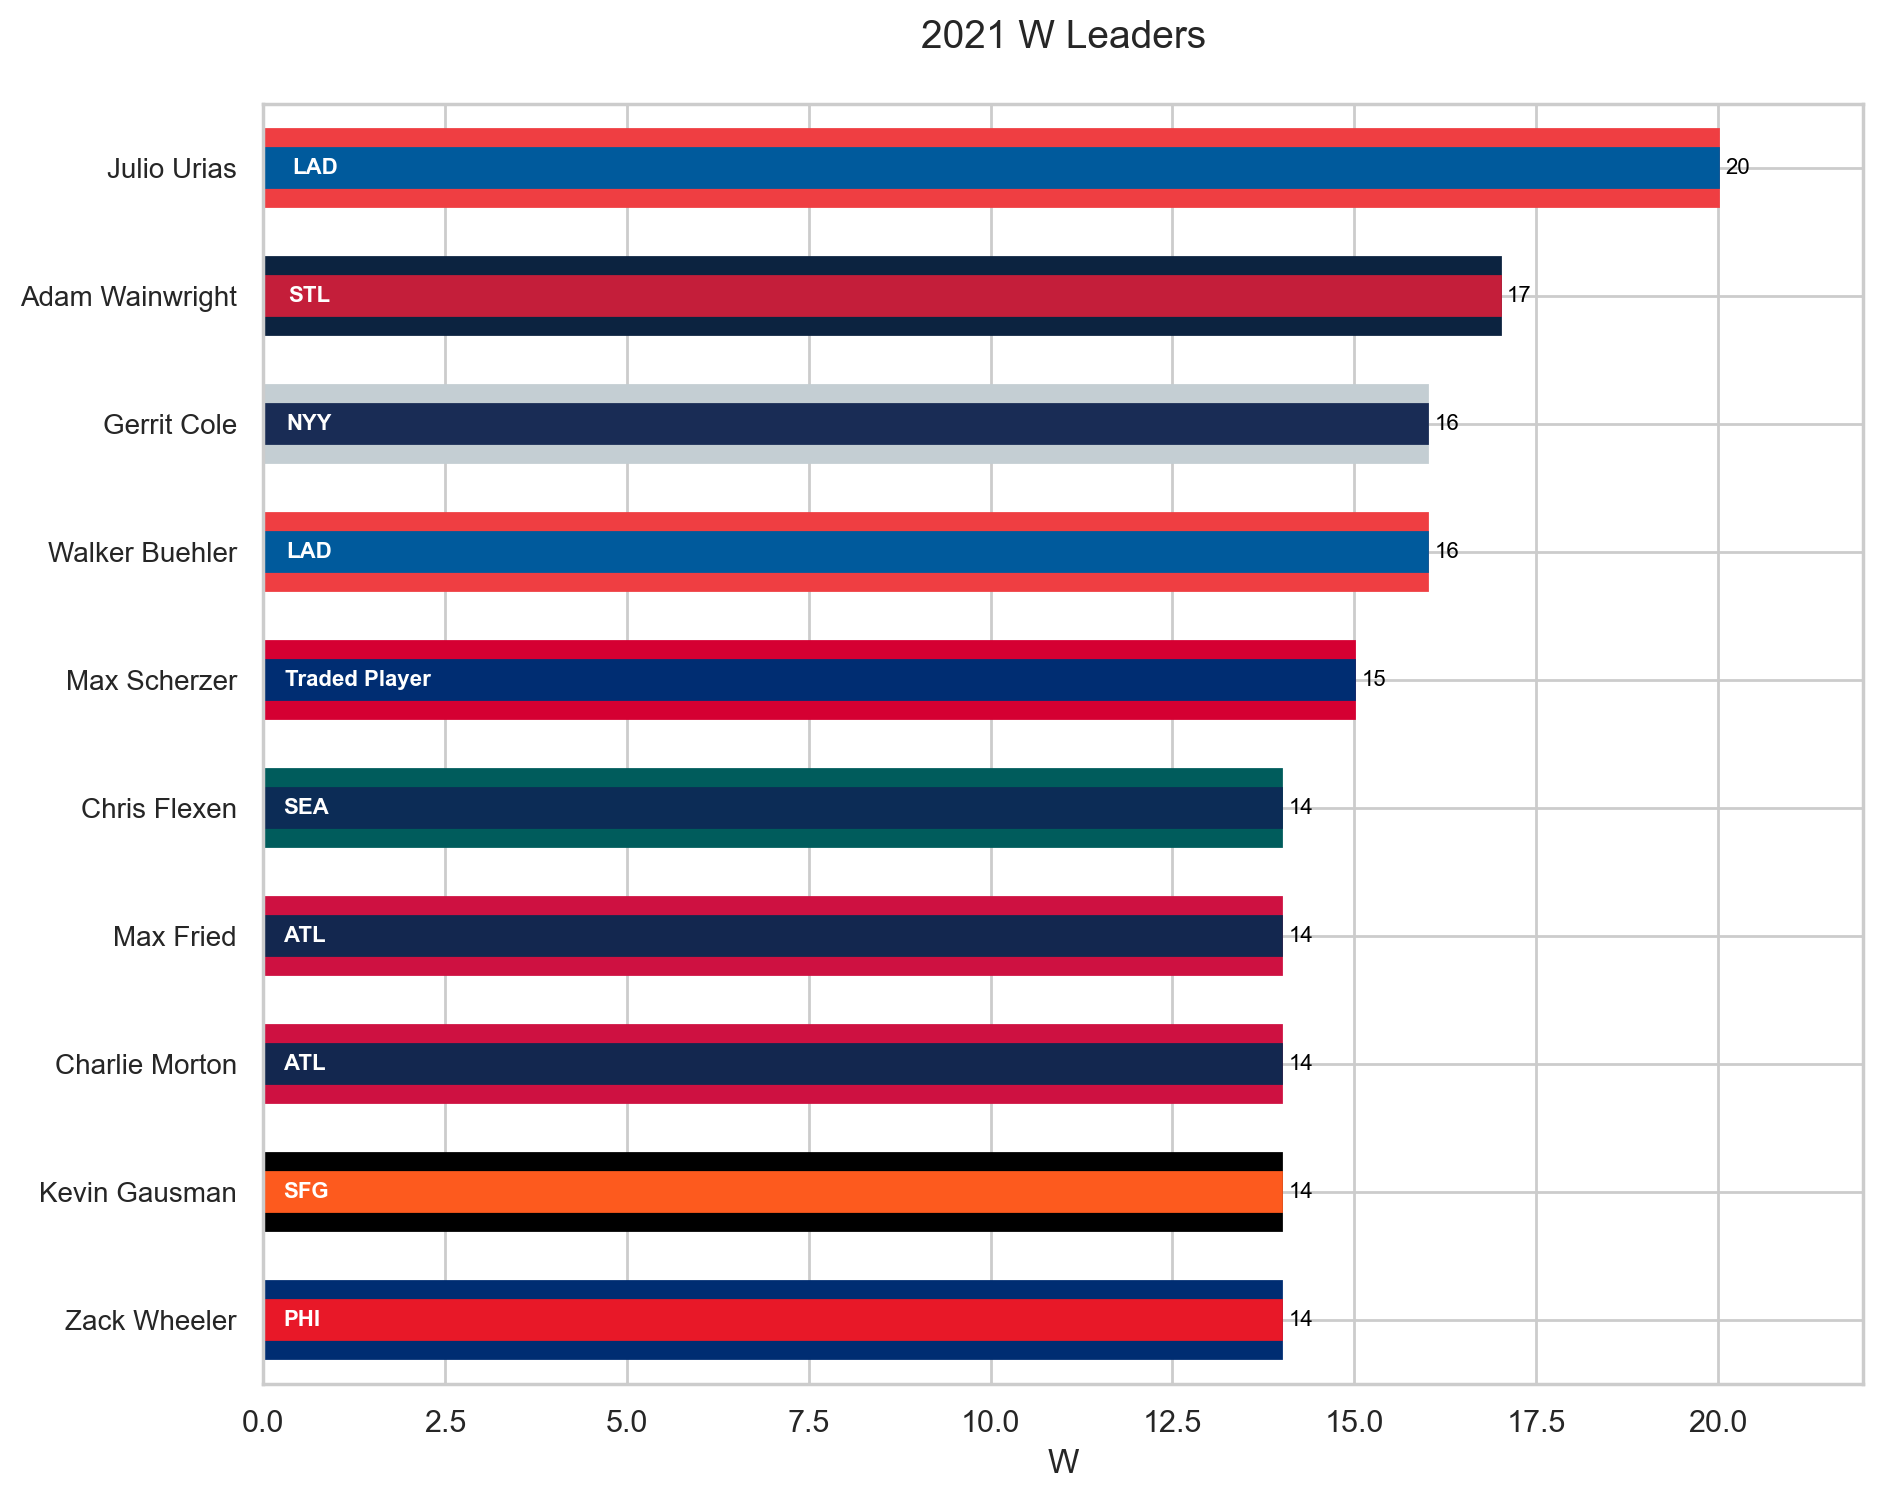 2021 W Leaders
Julio Urias LAD 20
Adam Wainwright STL 17
Gerrit Cole NYY 16
Walker Buehler LAD 16
Max Scherzer Traded Player 15
Chris Flexen SEA 14
Max Fried ATL 14
Charlie Morton ATL 14
Kevin Gausman SFG 14
Zack Wheeler PHI 14
0.0 2.5 5.0 7.5 10.0 12.5 15.0 17.5 20.0
W